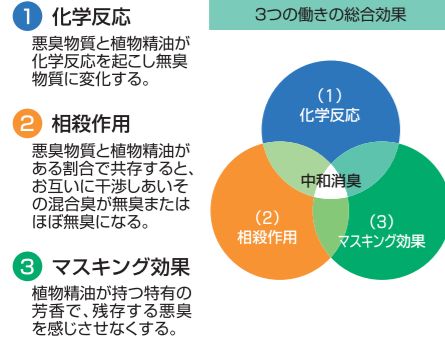 1 化学反応
悪臭物質と植物精油が
化学反応を起こし無臭
物質に変化する。
2 相殺作用
悪臭物質と植物精油が
ある割合で共存すると、
お互いに干渉しあいそ
の混合臭が無臭または
ほぼ無臭になる。
3 マスキング効果
植物精油が持つ特有の
芳香で、残存する悪臭
を感じさせなくする。
3つの働きの総合効果
(1)
化学反応
中和消臭
(2)
相殺作用
(3)
マスキング効果